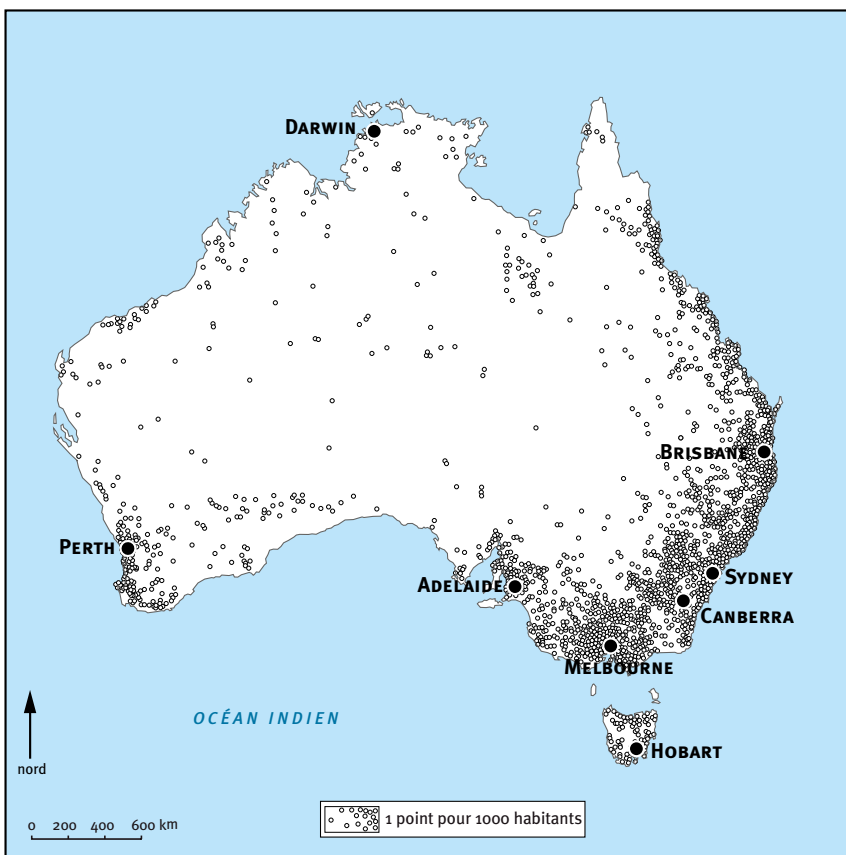 DARWIN
BRISBANE
PERTH
ADELAIDE
SYDNEY
CANBERRA
MELBOURNE
OCÉAN INDIEN
HOBART
nord
1 point pour 1000 habitants
0 200 400 600 km